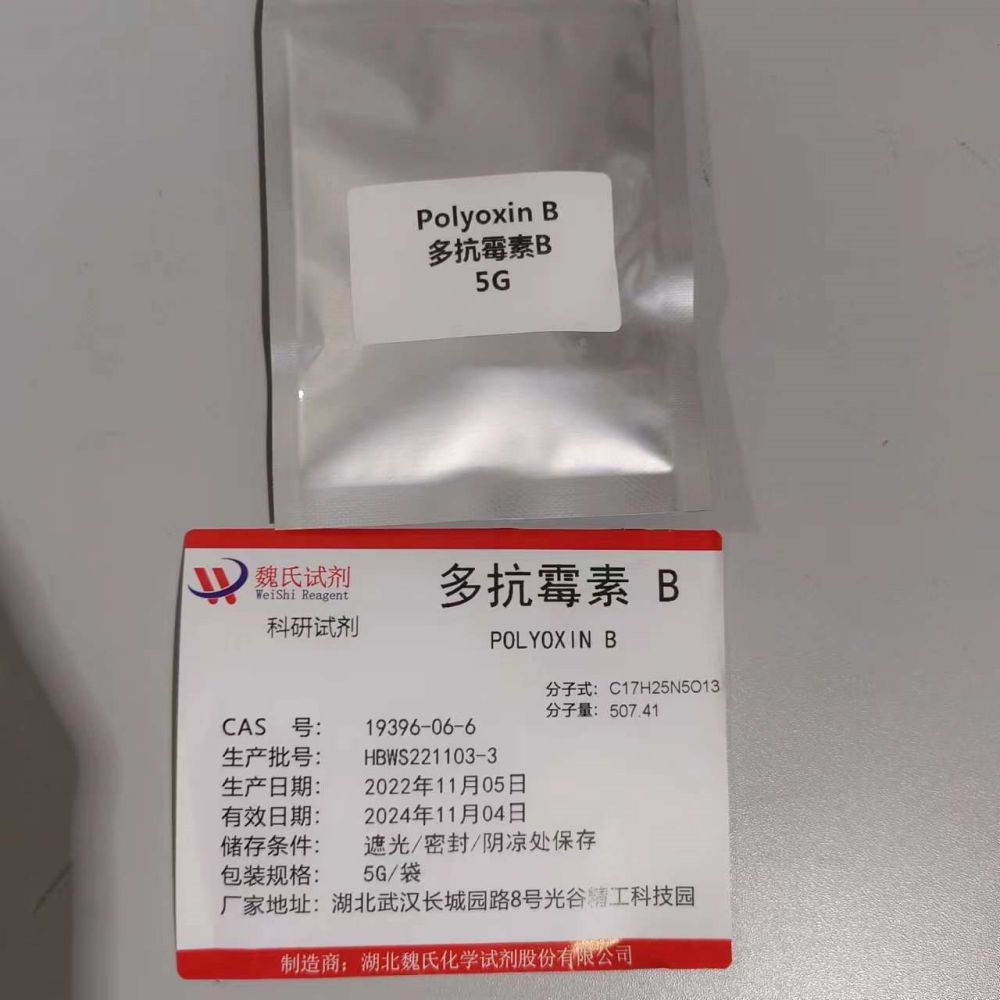 Polyoxin B
多抗霉素B
5G
魏氏试剂
WeiShi Reagent
科研试剂
多抗霉素 B
POLYOXIN B
分子式： C17H25N5O13
分子量： 507.41
CAS 号： 19396-06-6
生产批号： HBWS221103-3
生产日期： 2022年11月05日
有效日期： 2024年11月04日
储存条件： 遮光/密封/阴凉处保存
包装规格： 5G/袋
厂家地址： 湖北武汉长城园路8号光谷精工科技园
制造商：湖北魏氏化学试剂股份有限公司